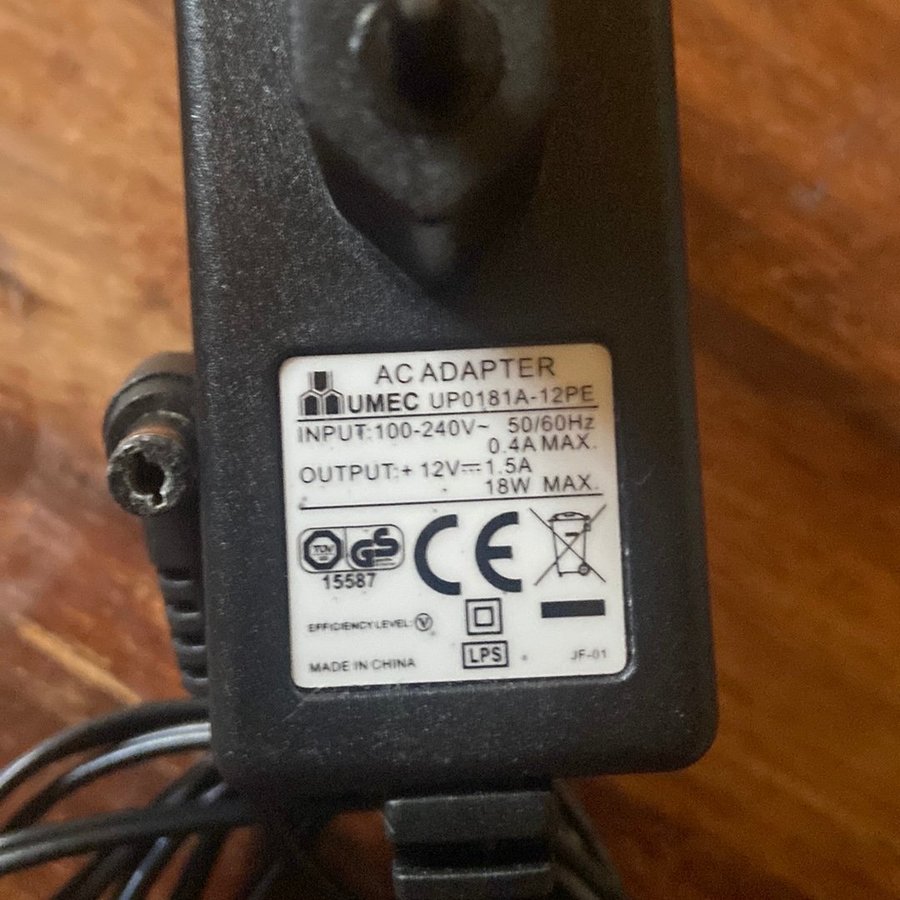 AC ADAPTER
UMEC UP0181A-12PE
INPUT:100-240V~ 50/60Hz
0.4A MAX.
OUTPUT:+ 12V⎓1.5A
18W MAX.
TÜV GS CE
15587
EFFICIENCY LEVEL: V
MADE IN CHINA
LPS
JF-01